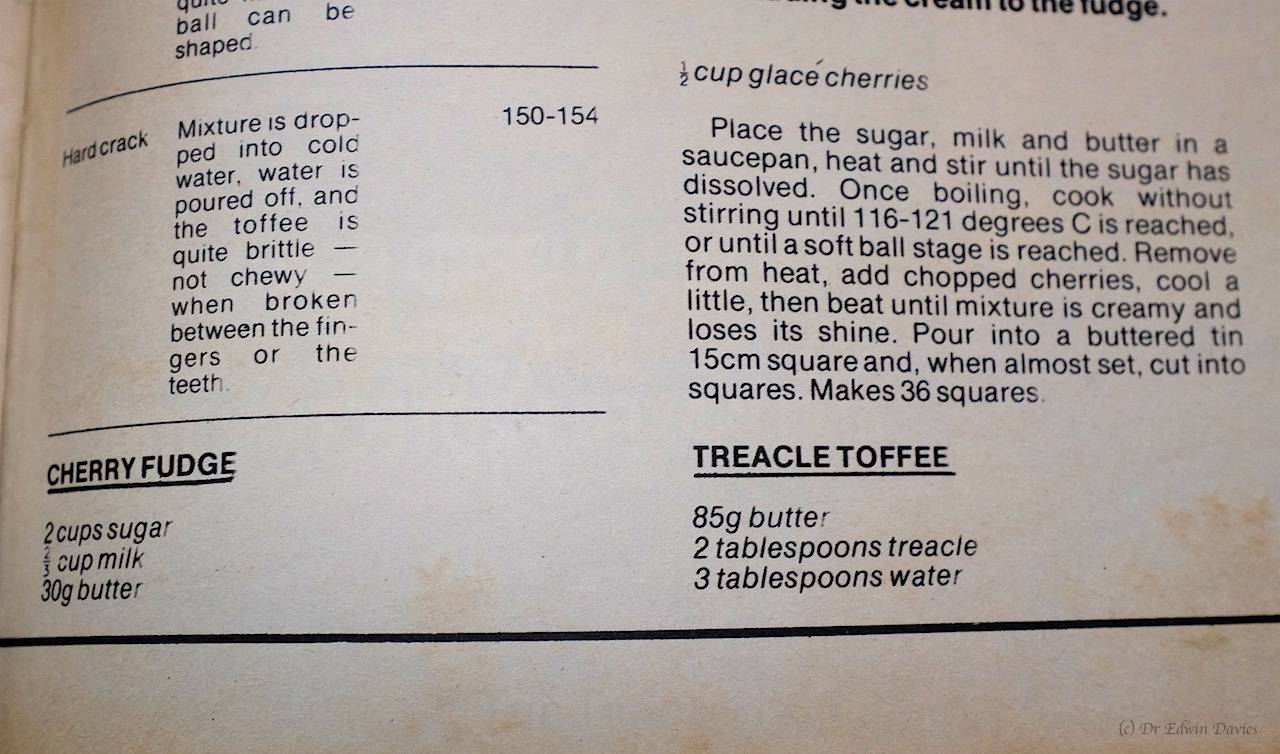 ball can be
shaped.
Hard crack
Mixture is drop-
ped into cold
water, water is
poured off, and
the toffee is
quite brittle —
not chewy —
when broken
between the fin-
gers or the
teeth.
150-154
CHERRY FUDGE
2 cups sugar
⅔ cup milk
30g butter
the cream to the fudge.
½ cup glacé cherries
Place the sugar, milk and butter in a
saucepan, heat and stir until the sugar has
dissolved. Once boiling, cook without
stirring until 116-121 degrees C is reached,
or until a soft ball stage is reached. Remove
from heat, add chopped cherries, cool a
little, then beat until mixture is creamy and
loses its shine. Pour into a buttered tin
15cm square and, when almost set, cut into
squares. Makes 36 squares.
TREACLE TOFFEE
85g butter
2 tablespoons treacle
3 tablespoons water
(c) Dr Edwin Davies